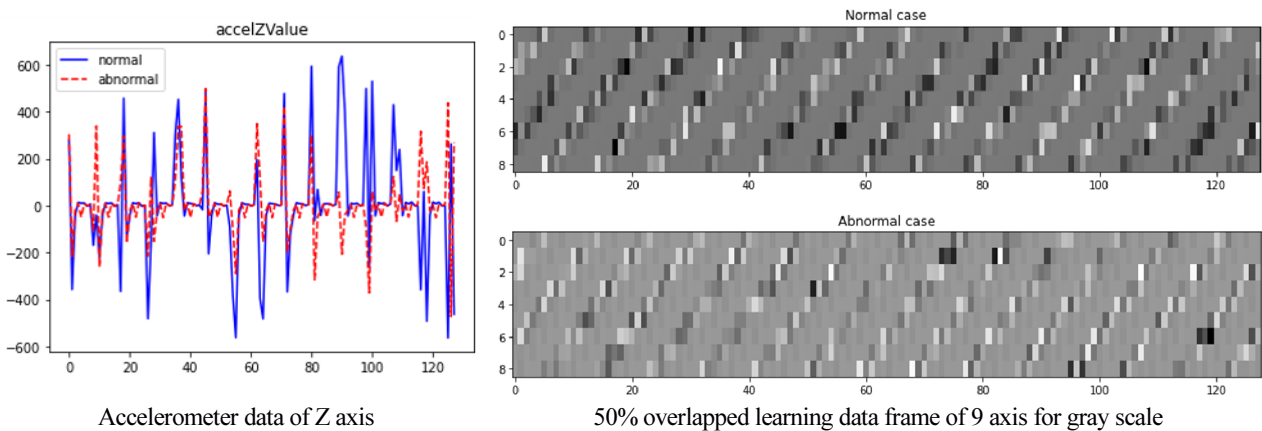 accelZValue
normal
abnormal
600
400
200
0
−200
−400
−600
0 20 40 60 80 100 120
Accelerometer data of Z axis
Normal case
0
2
4
6
8
0 20 40 60 80 100 120
Abnormal case
0
2
4
6
8
0 20 40 60 80 100 120
50% overlapped learning data frame of 9 axis for gray scale